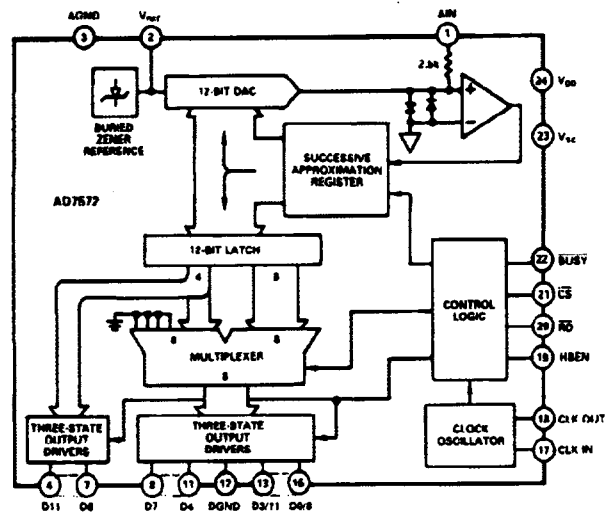 AGND
VREF
AIN
3
2
1
2.5k
24
VDD
12-BIT DAC
+
−
BURIED
ZENER
REFERENCE
23
VSC
SUCCESSIVE
APPROXIMATION
REGISTER
AD7572
12-BIT LATCH
22
BUSY
4
8
21
CS
CONTROL
LOGIC
20
RD
8
8
MULTIPLEXER
19
HBEN
8
THREE-STATE
OUTPUT
DRIVERS
THREE-STATE
OUTPUT
DRIVERS
CLOCK
OSCILLATOR
18
CLK OUT
17
CLK IN
4
7
8
11
12
13
16
D11
D8
D7
D4
DGND
D3/11
D0/8